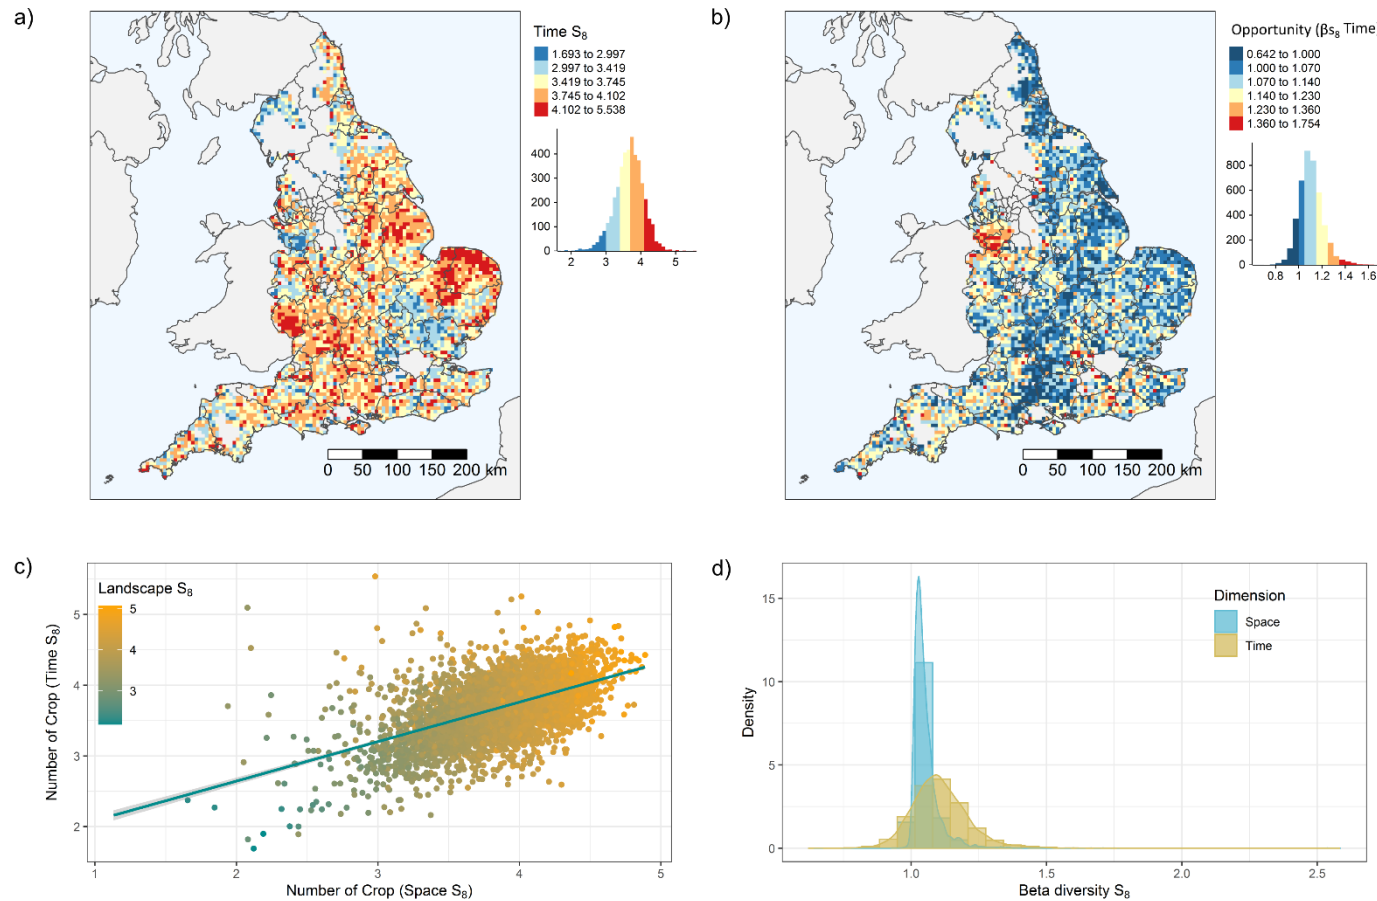 a)
Time S8
1.693 to 2.997
2.997 to 3.419
3.419 to 3.745
3.745 to 4.102
4.102 to 5.538
400
300
200
100
0
2 3 4 5
0 50 100 150 200 km
b)
Opportunity (βs8 Time)
0.642 to 1.000
1.000 to 1.070
1.070 to 1.140
1.140 to 1.230
1.230 to 1.360
1.360 to 1.754
800
600
400
200
0
0.8 1 1.2 1.4 1.6
0 50 100 150 200 km
c)
Landscape S8
5
4
3
Number of Crop (Time S8)
5
4
3
2
1 2 3 4 5
Number of Crop (Space S8)
d)
Dimension
Space
Time
Density
15
10
5
0
1.0 1.5 2.0 2.5
Beta diversity S8